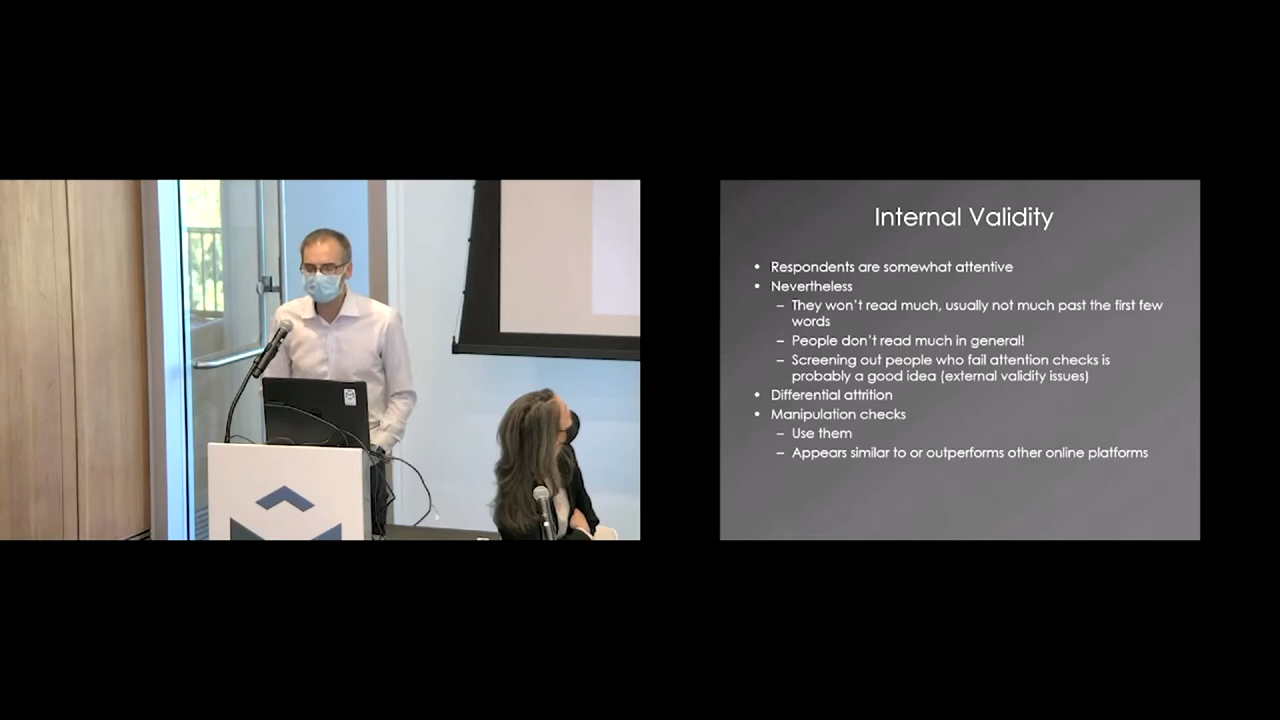 Internal Validity
• Respondents are somewhat attentive
• Nevertheless
– They won't read much, usually not much past the first few
words
– People don't read much in general!
– Screening out people who fail attention checks is
probably a good idea (external validity issues)
• Differential attrition
• Manipulation checks
– Use them
– Appears similar to or outperforms other online platforms